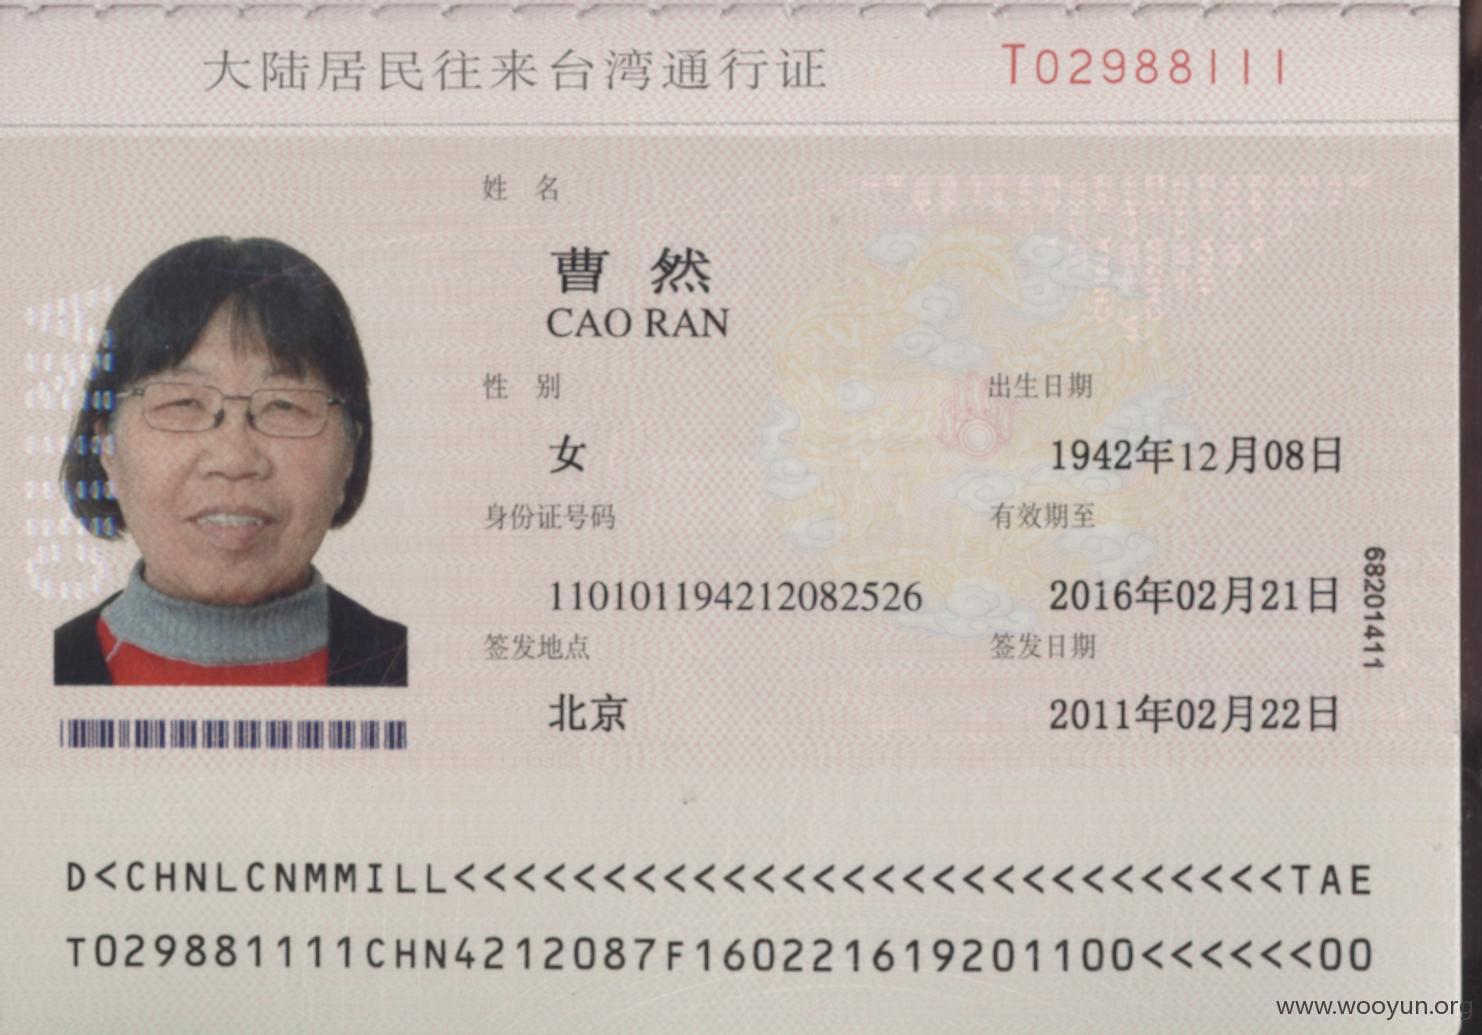 大陆居民往来台湾通行证 T02988111
姓 名
曹 然
CAO RAN
性 别 出生日期
女 1942年12月08日
身份证号码 有效期至
110101194212082526 2016年02月21日
签发地点 签发日期
北京 2011年02月22日
68201411
CHINA
D<CHNLCNMMILL<<<<<<<<<<<<<<<<<<<<<<<<<<<<TAE
T029881111CHN4212087F160221619201100<<<<<<00
www.wooyun.org